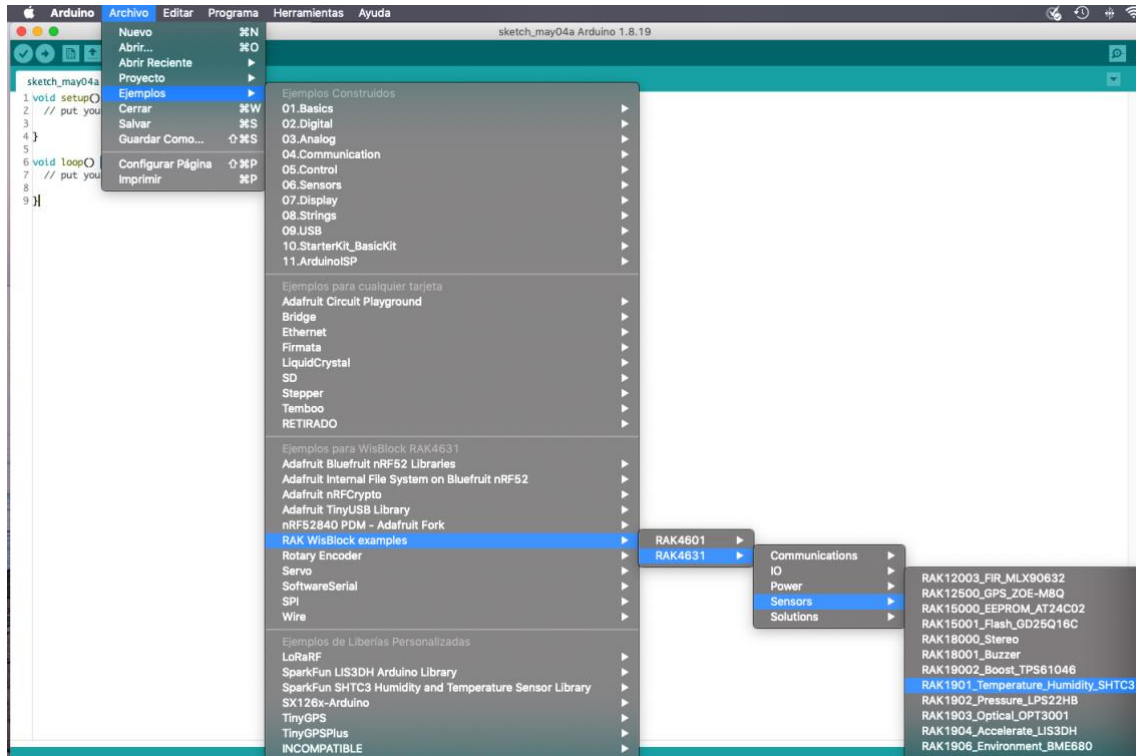 Arduino Archivo Editar Programa Herramientas Ayuda
sketch_may04a Arduino 1.8.19
sketch_may04a
1 void setup()
2 // put you
3
4 }
5
6 void loop()
7 // put you
8
9 }
Nuevo ⌘N
Abrir... ⌘O
Abrir Reciente
Proyecto
Ejemplos
Cerrar ⌘W
Salvar ⌘S
Guardar Como... ⇧⌘S
Configurar Página ⇧⌘P
Imprimir ⌘P
Ejemplos Construidos
01.Basics
02.Digital
03.Analog
04.Communication
05.Control
06.Sensors
07.Display
08.Strings
09.USB
10.StarterKit_BasicKit
11.ArduinoISP
Ejemplos para cualquier tarjeta
Adafruit Circuit Playground
Bridge
Ethernet
Firmata
LiquidCrystal
SD
Stepper
Temboo
RETIRADO
Ejemplos para WisBlock RAK4631
Adafruit Bluefruit nRF52 Libraries
Adafruit Internal File System on Bluefruit nRF52
Adafruit nRFCrypto
Adafruit TinyUSB Library
nRF52840 PDM - Adafruit Fork
RAK WisBlock examples
Rotary Encoder
Servo
SoftwareSerial
SPI
Wire
Ejemplos de Liberías Personalizadas
LoRaRF
SparkFun LIS3DH Arduino Library
SparkFun SHTC3 Humidity and Temperature Sensor Library
SX126x-Arduino
TinyGPS
TinyGPSPlus
INCOMPATIBLE
RAK4601
RAK4631
Communications
IO
Power
Sensors
Solutions
RAK12003_FIR_MLX90632
RAK12500_GPS_ZOE-M8Q
RAK15000_EEPROM_AT24C02
RAK15001_Flash_GD25Q16C
RAK18000_Stereo
RAK18001_Buzzer
RAK19002_Boost_TPS61046
RAK1901_Temperature_Humidity_SHTC3
RAK1902_Pressure_LPS22HB
RAK1903_Optical_OPT3001
RAK1904_Accelerate_LIS3DH
RAK1906_Environment_BME680